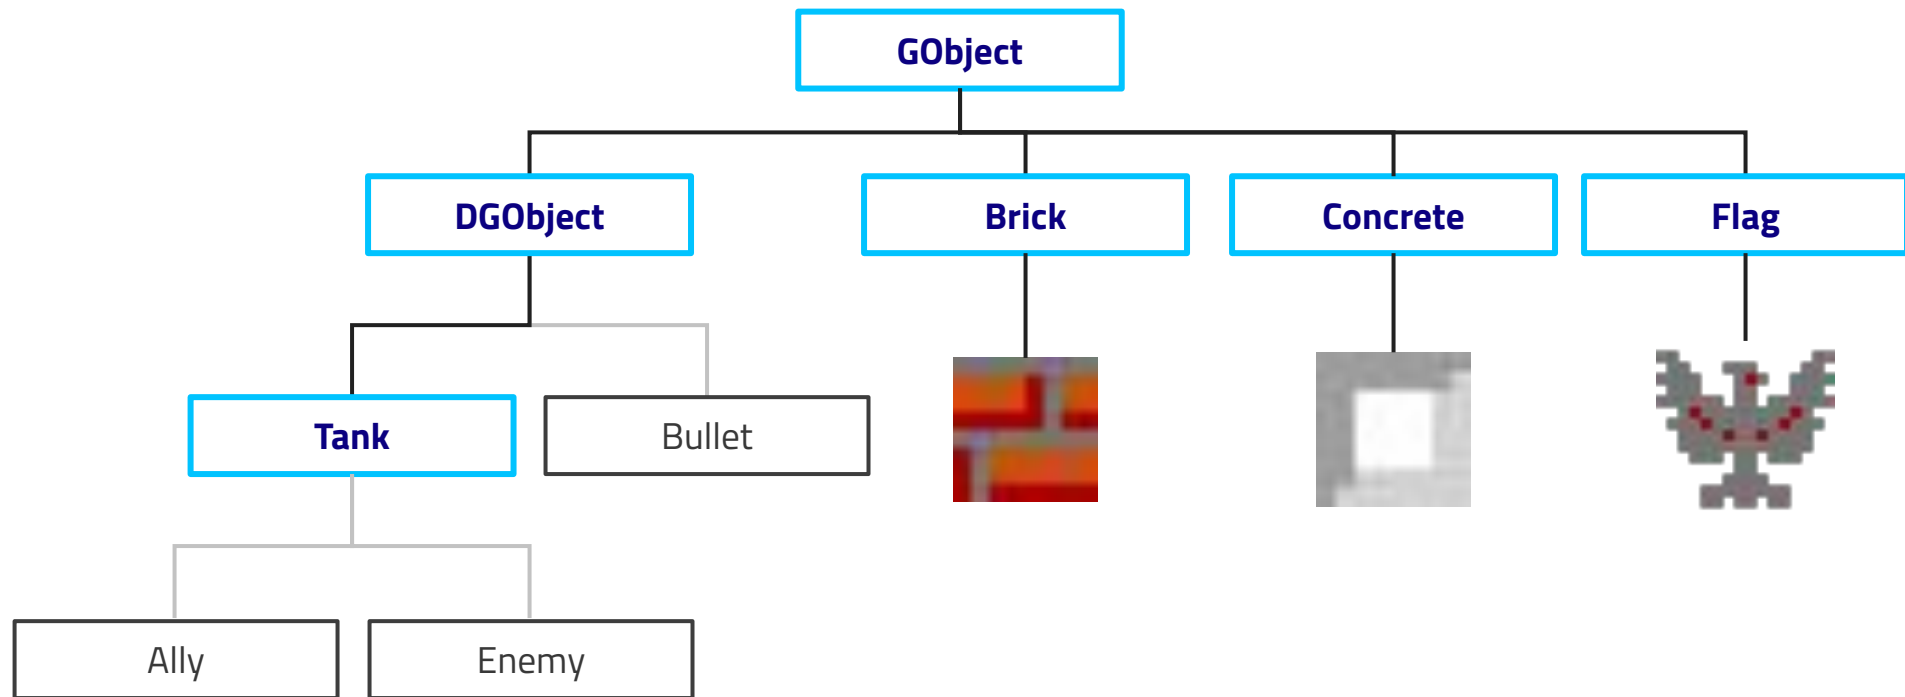 GObject
DGObject
Brick
Concrete
Flag
Tank
Bullet
Ally
Enemy